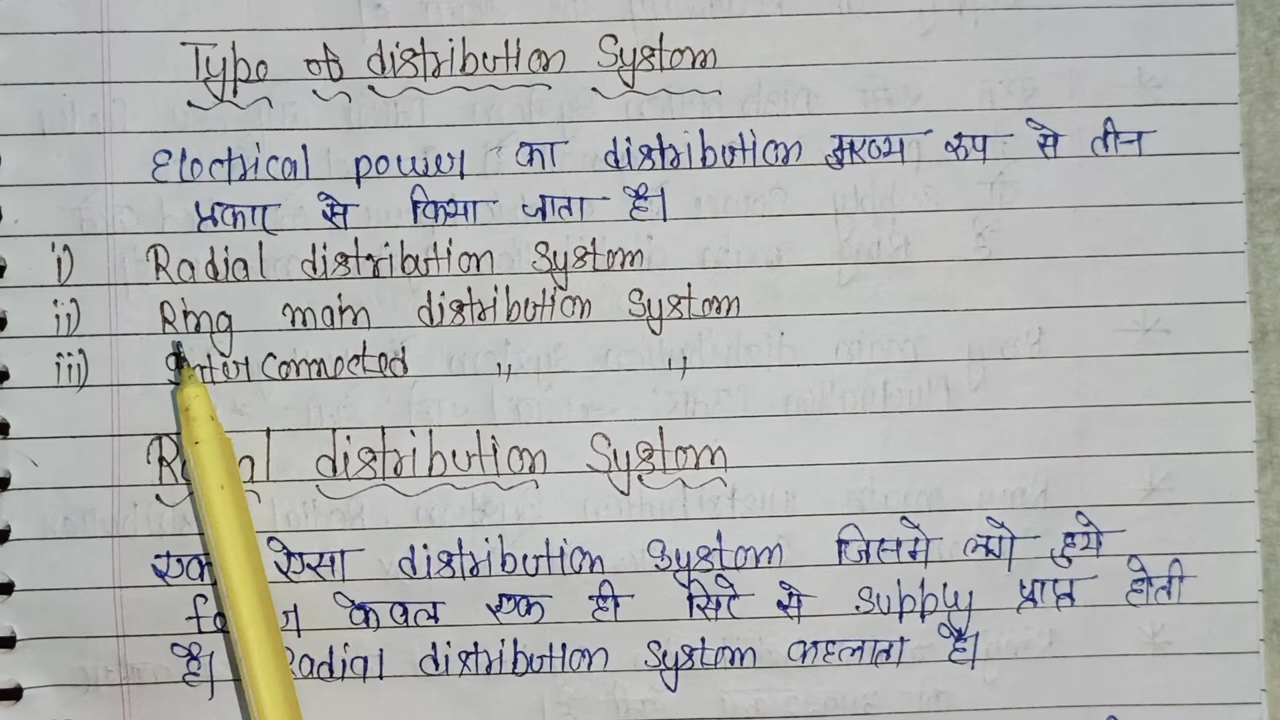 Type of distribution System
Electrical power का distribution मुख्य रूप से तीन
प्रकार से किया जाता है।
i) Radial distribution System
ii) Ring main distribution System
iii) Inter connected ,, ,,
distribution System
ऐसा distribution System जिसमे लगे हुये
केवल एक ही सिरे से supply प्राप्त होती
है। Radial distribution System कहलाता है।